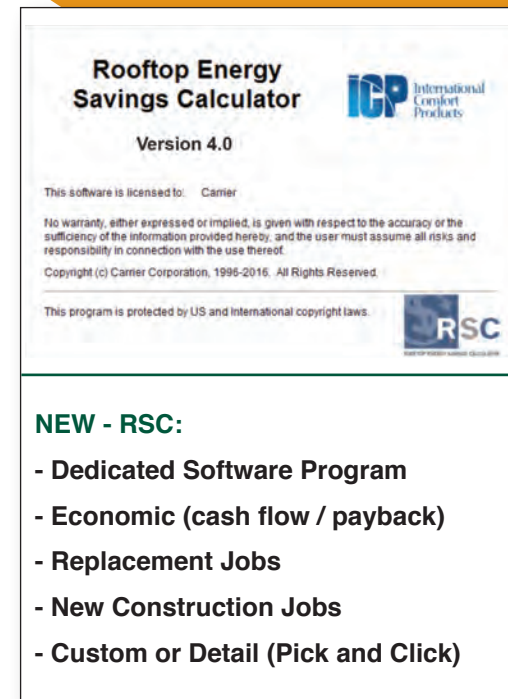 Rooftop Energy
Savings Calculator
ICP International
Comfort
Products
Version 4.0
This software is licensed to: Carrier
No warranty, either expressed or implied, is given with respect to the accuracy or the
sufficiency of the information provided hereby, and the user must assume all risks and
responsibility in connection with the use thereof.
Copyright (c) Carrier Corporation, 1996-2016. All Rights Reserved.
This program is protected by US and International copyright laws.
RSC
NEW - RSC:
- Dedicated Software Program
- Economic (cash flow / payback)
- Replacement Jobs
- New Construction Jobs
- Custom or Detail (Pick and Click)